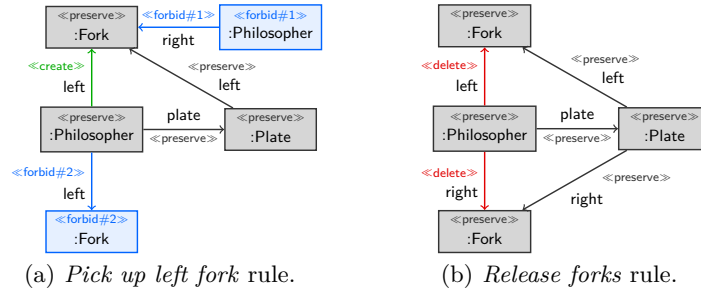 ≪preserve≫
:Fork
≪forbid#1≫
right
≪forbid#1≫
:Philosopher
≪create≫
left
≪preserve≫
left
≪preserve≫
:Philosopher
plate
≪preserve≫
≪preserve≫
:Plate
≪forbid#2≫
left
≪forbid#2≫
:Fork
(a) Pick up left fork rule.
≪preserve≫
:Fork
≪delete≫
left
≪preserve≫
left
≪preserve≫
:Philosopher
plate
≪preserve≫
≪preserve≫
:Plate
≪delete≫
right
≪preserve≫
right
≪preserve≫
:Fork
(b) Release forks rule.